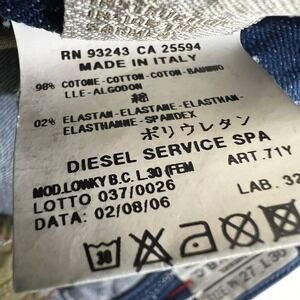 RN 93243 CA 25594
MADE IN ITALY
98% COTONE-COTTON-COTON-BAUMWO
LLE-ALGODON
綿
02% ELASTAN-ELASTANE-ELASTHAN-
ELASTHANNE-SPANDEX
ポリウレタン
DIESEL SERVICE SPA
MOD.LOWKY B.C. L.30 (FEM ART.71Y
LOTTO 037/0026 LAB. 32
DATA: 02/08/06
30